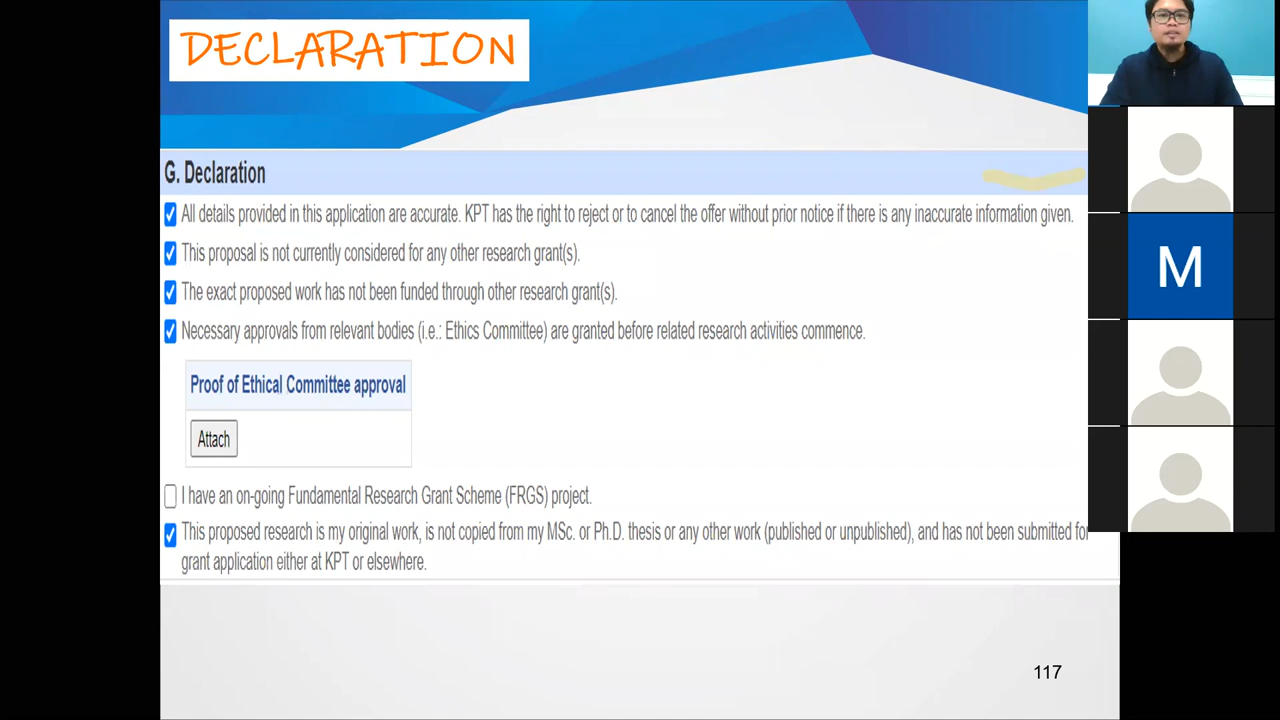 DECLARATION
G. Declaration
All details provided in this application are accurate. KPT has the right to reject or to cancel the offer without prior notice if there is any inaccurate information given.
This proposal is not currently considered for any other research grant(s).
The exact proposed work has not been funded through other research grant(s).
Necessary approvals from relevant bodies (i.e.: Ethics Committee) are granted before related research activities commence.
Proof of Ethical Committee approval
Attach
I have an on-going Fundamental Research Grant Scheme (FRGS) project.
This proposed research is my original work, is not copied from my MSc. or Ph.D. thesis or any other work (published or unpublished), and has not been submitted for
grant application either at KPT or elsewhere.
117
M